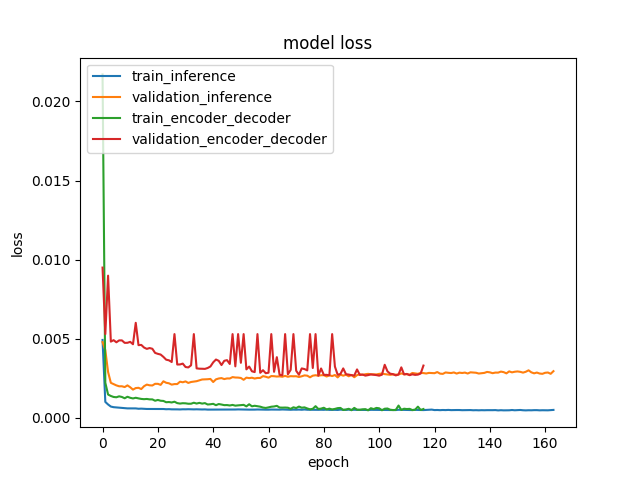 model loss
train_inference
validation_inference
train_encoder_decoder
validation_encoder_decoder
loss
0.020
0.015
0.010
0.005
0.000
0 20 40 60 80 100 120 140 160
epoch